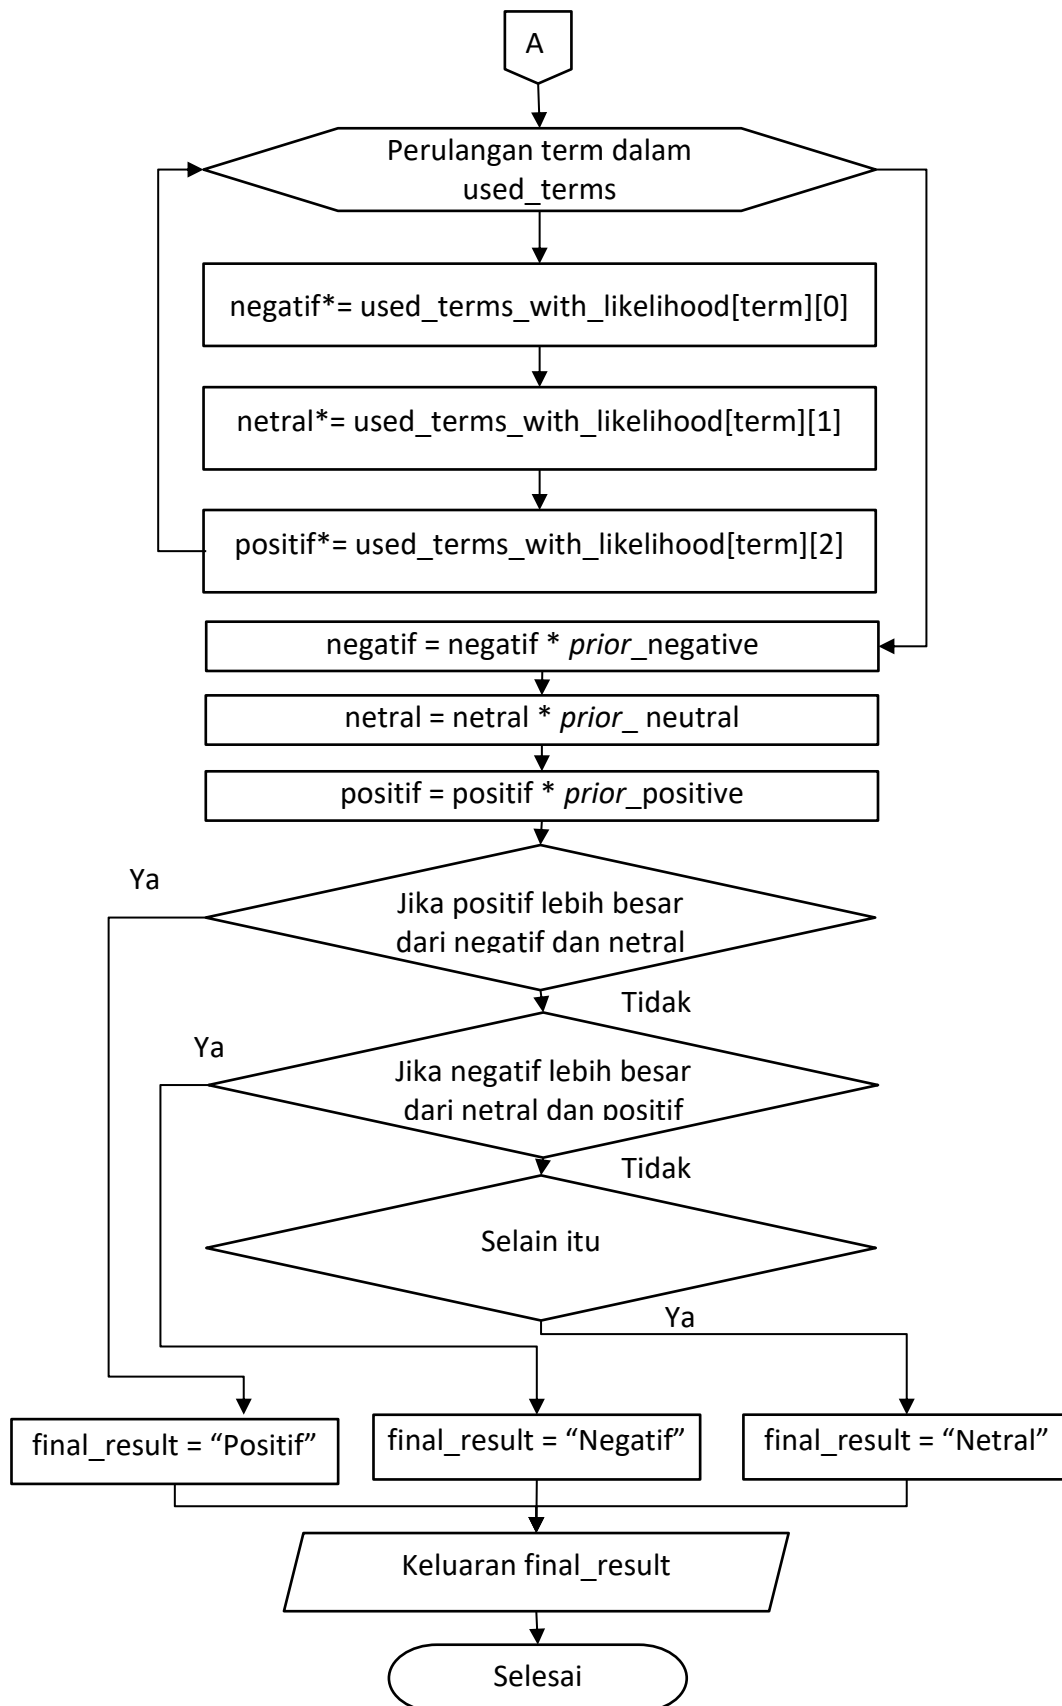 A
Perulangan term dalam
used_terms
negatif*= used_terms_with_likelihood[term][0]
netral*= used_terms_with_likelihood[term][1]
positif*= used_terms_with_likelihood[term][2]
negatif = negatif * prior_negative
netral = netral * prior_ neutral
positif = positif * prior_positive
Ya
Jika positif lebih besar
dari negatif dan netral
Tidak
Ya
Jika negatif lebih besar
dari netral dan positif
Tidak
Selain itu
Ya
final_result = “Positif”
final_result = “Negatif”
final_result = “Netral”
Keluaran final_result
Selesai